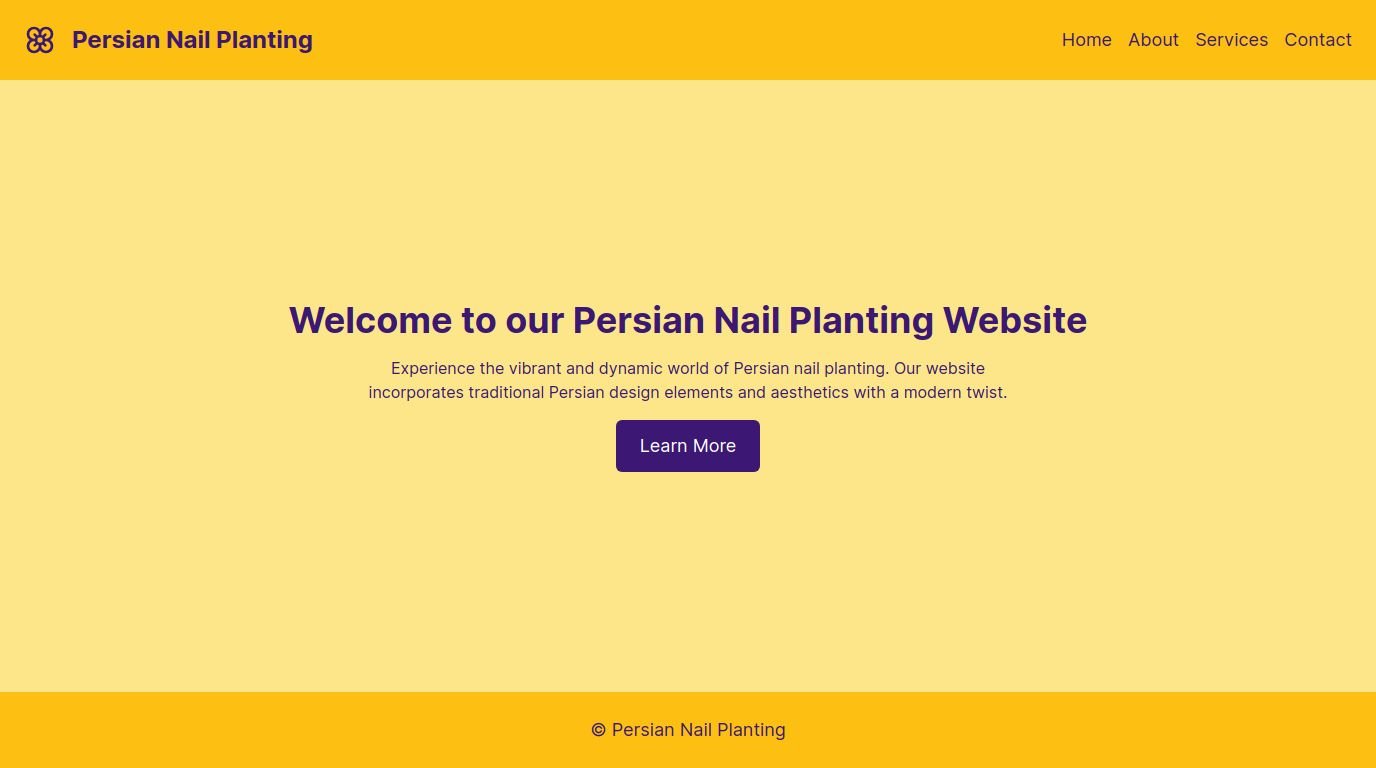 Persian Nail Planting
Home About Services Contact
Welcome to our Persian Nail Planting Website
Experience the vibrant and dynamic world of Persian nail planting. Our website
incorporates traditional Persian design elements and aesthetics with a modern twist.
Learn More
© Persian Nail Planting